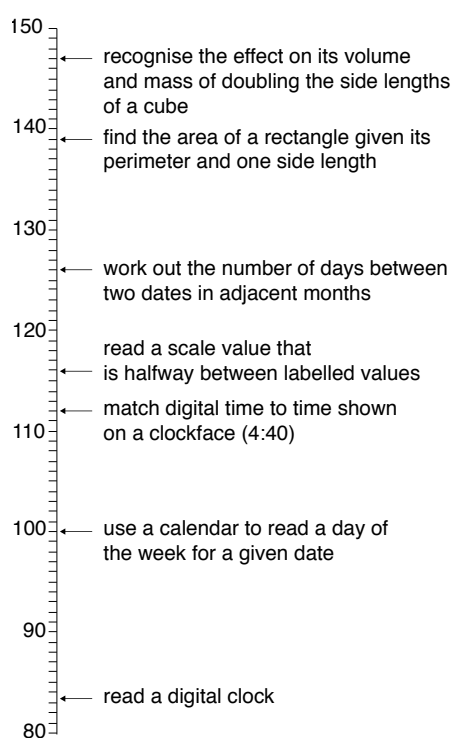 150
recognise the effect on its volume
and mass of doubling the side lengths
of a cube
140
find the area of a rectangle given its
perimeter and one side length
130
work out the number of days between
two dates in adjacent months
120
read a scale value that
is halfway between labelled values
match digital time to time shown
110
on a clockface (4:40)
100
use a calendar to read a day of
the week for a given date
90
read a digital clock
80